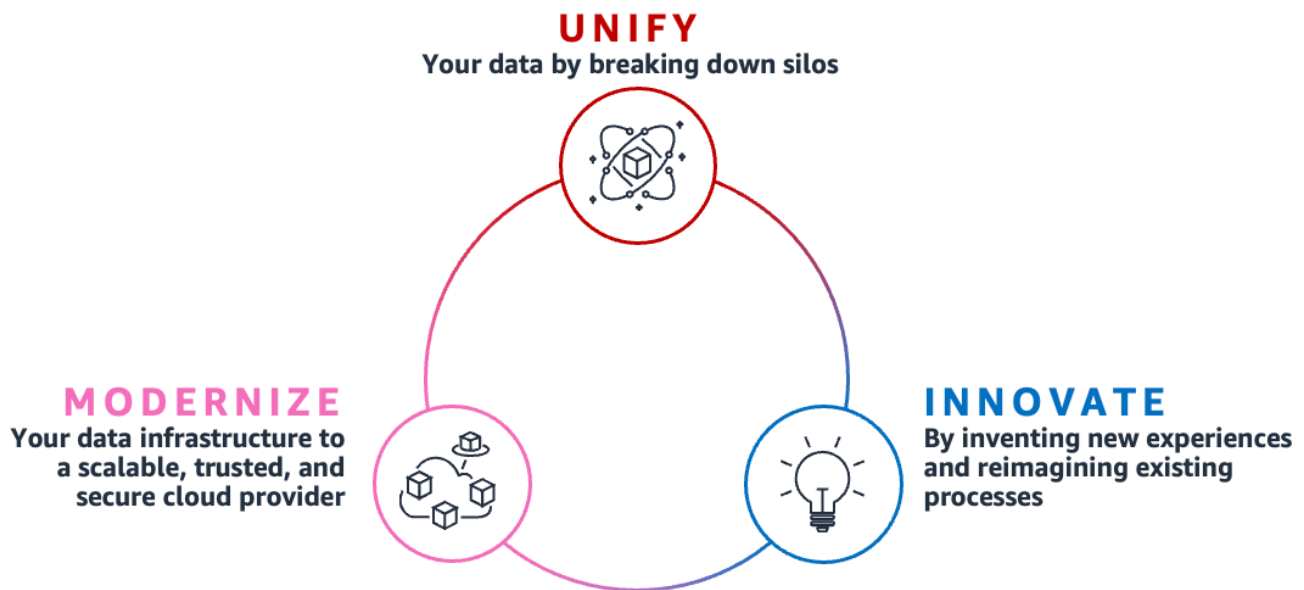 UNIFY
Your data by breaking down silos
MODERNIZE
Your data infrastructure to
a scalable, trusted, and
secure cloud provider
INNOVATE
By inventing new experiences
and reimagining existing
processes